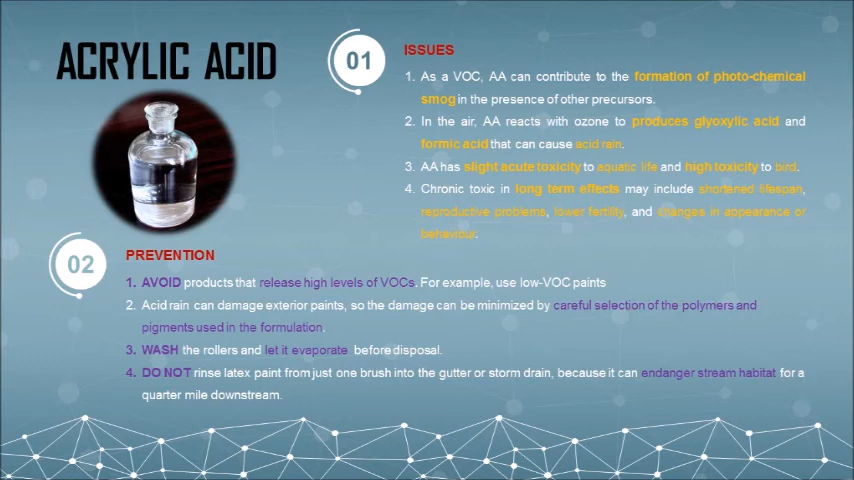 ACRYLIC ACID
01
ISSUES
1. As a VOC, AA can contribute to the formation of photo-chemical
smog in the presence of other precursors.
2. In the air, AA reacts with ozone to produces glyoxylic acid and
formic acid that can cause acid rain.
3. AA has slight acute toxicity to aquatic life and high toxicity to bird.
4. Chronic toxic in long term effects may include shortened lifespan,
reproductive problems, lower fertility, and changes in appearance or
behaviour.
02
PREVENTION
1. AVOID products that release high levels of VOCs. For example, use low-VOC paints
2. Acid rain can damage exterior paints, so the damage can be minimized by careful selection of the polymers and
pigments used in the formulation.
3. WASH the rollers and let it evaporate before disposal.
4. DO NOT rinse latex paint from just one brush into the gutter or storm drain, because it can endanger stream habitat for a
quarter mile downstream.